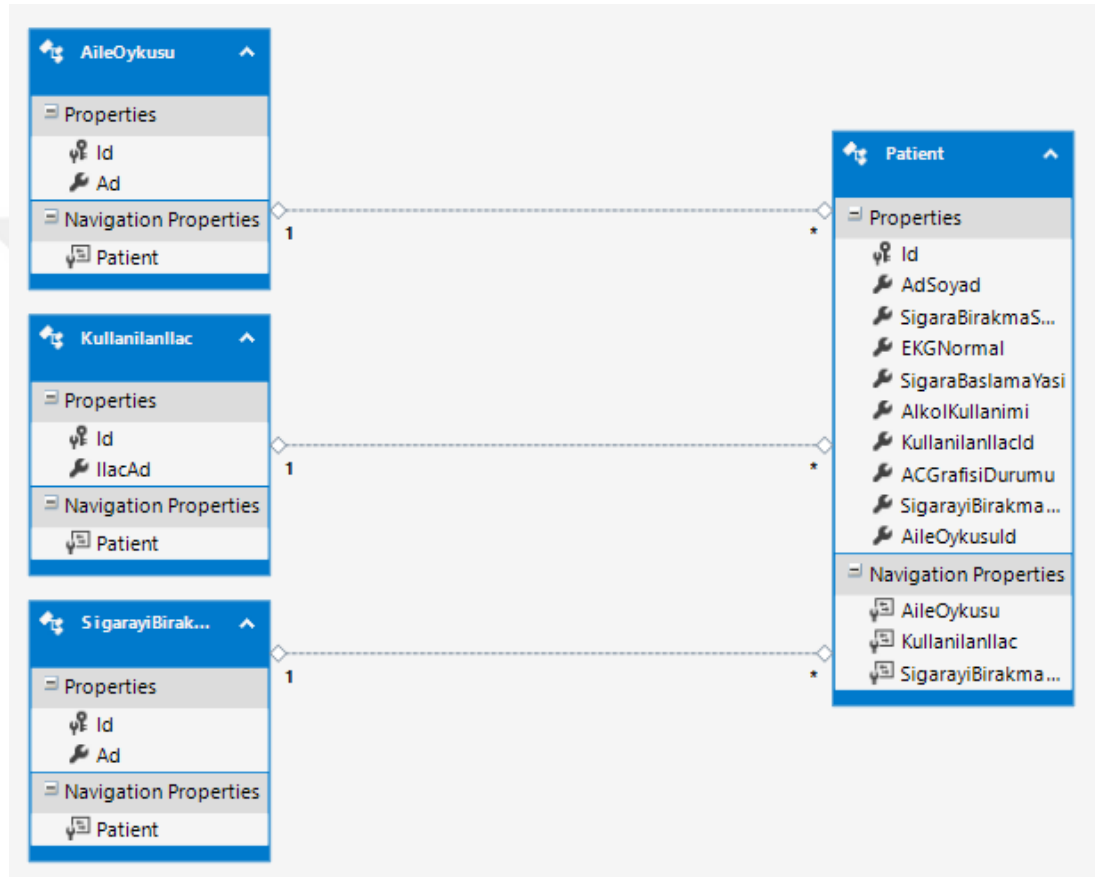 AileOykusu
Properties
Id
Ad
Navigation Properties
Patient
1
*
KullanilanIlac
Properties
Id
IlacAd
Navigation Properties
Patient
1
*
SigarayiBirak...
Properties
Id
Ad
Navigation Properties
Patient
1
*
Patient
Properties
Id
AdSoyad
SigaraBirakmaS...
EKGNormal
SigaraBaslamaYasi
AlkolKullanimi
KullanilanIlacId
ACGrafisiDurumu
SigarayiBirakma...
AileOykusuId
Navigation Properties
AileOykusu
KullanilanIlac
SigarayiBirakma...